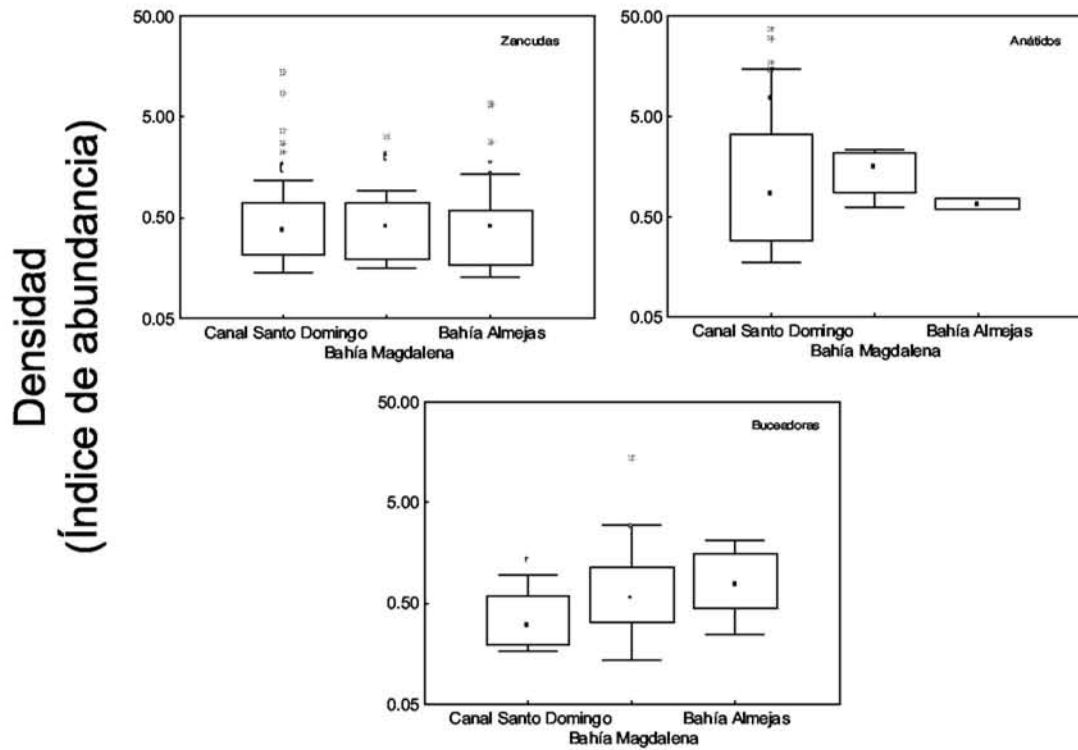 Densidad
(Índice de abundancia)
50.00
5.00
0.50
0.05
Zancudas
Canal Santo Domingo
Bahía Almejas
Bahía Magdalena
50.00
5.00
0.50
0.05
Anátidos
Canal Santo Domingo
Bahía Almejas
Bahía Magdalena
50.00
5.00
0.50
0.05
Buceadoras
Canal Santo Domingo
Bahía Almejas
Bahía Magdalena